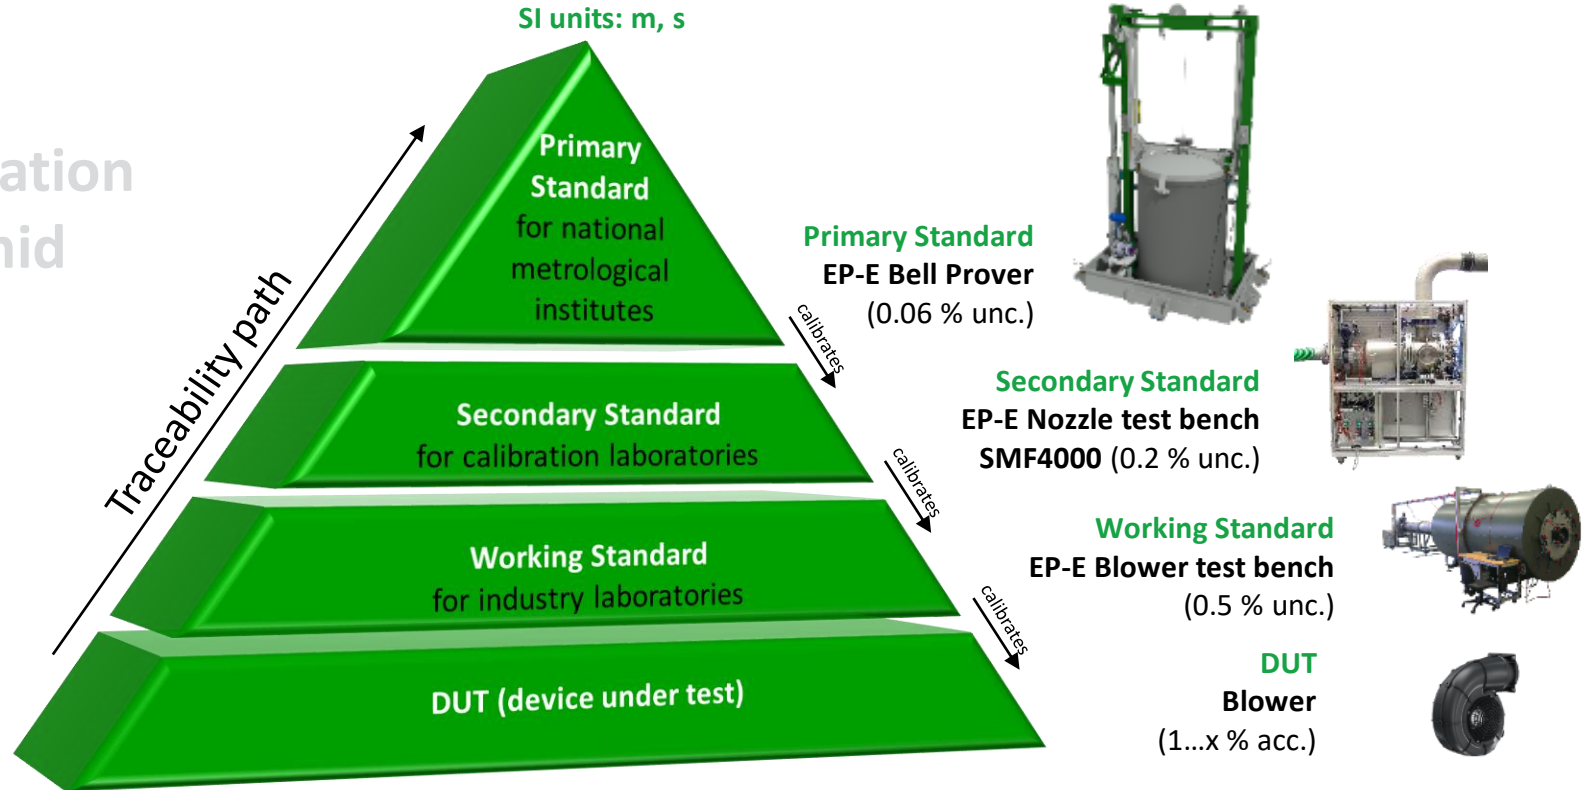 SI units: m, s
ation
nid
Traceability path
Primary
Standard
for national
metrological
institutes
Secondary Standard
for calibration laboratories
Working Standard
for industry laboratories
DUT (device under test)
calibrates
calibrates
calibrates
Primary Standard
EP-E Bell Prover
(0.06 % unc.)
Secondary Standard
EP-E Nozzle test bench
SMF4000 (0.2 % unc.)
Working Standard
EP-E Blower test bench
(0.5 % unc.)
DUT
Blower
(1...x % acc.)